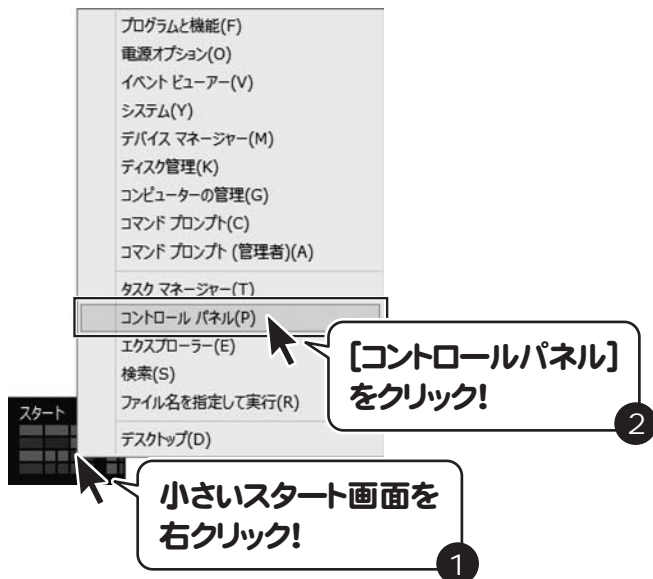 プログラムと機能(F)
電源オプション(O)
イベント ビューアー(V)
システム(Y)
デバイス マネージャー(M)
ディスク管理(K)
コンピューターの管理(G)
コマンド プロンプト(C)
コマンド プロンプト (管理者)(A)
タスク マネージャー(T)
コントロール パネル(P)
エクスプローラー(E)
検索(S)
ファイル名を指定して実行(R)
デスクトップ(D)
[コントロールパネル]
をクリック!
2
スタート
小さいスタート画面を
右クリック!
1